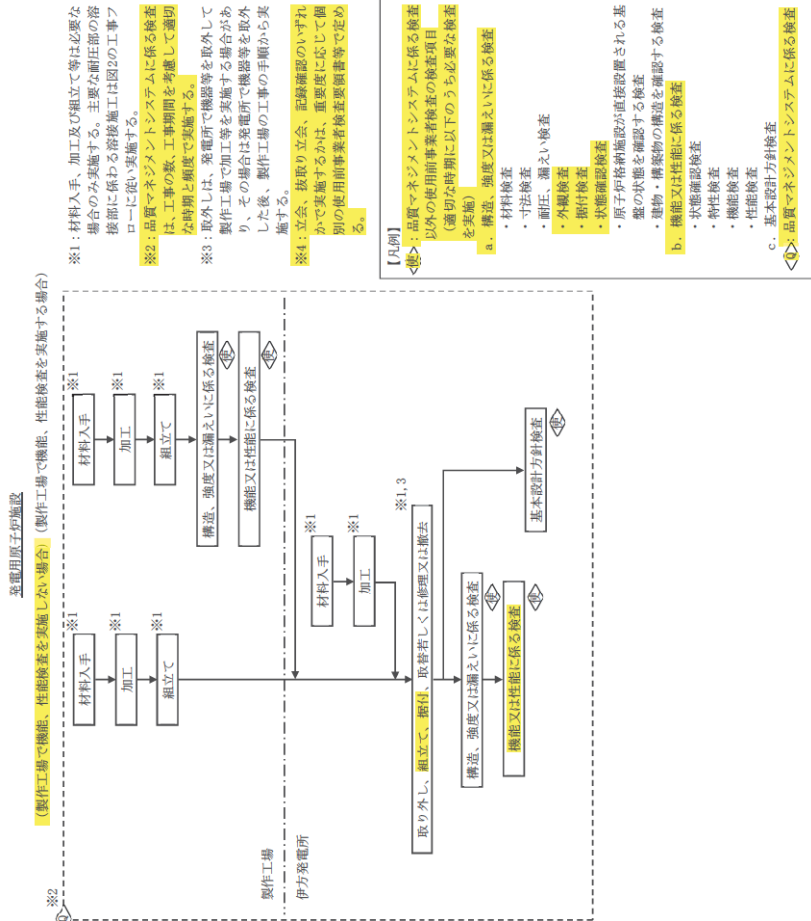 発電用原子炉施設
（製作工場で機能、性能検査を実施しない場合）（製作工場で機能、性能検査を実施する場合）
※2
Q
材料入手
※1
加工
※1
組立て
※1
材料入手
※1
加工
※1
組立て
※1
構造、強度又は漏えいに係る検査
使
機能又は性能に係る検査
使
製作工場
伊方発電所
材料入手
※1
加工
※1
※1,3
取り外し、組立て、据付、取替若しくは修理又は撤去
構造、強度又は漏えいに係る検査
使
機能又は性能に係る検査
使
基本設計方針検査
使
※1：材料入手、加工及び組立て等は必要な
場合のみ実施する。主要な耐圧部の溶
接部に係わる溶接施工は図2の工事フ
ローに従い実施する。
※2：品質マネジメントシステムに係る検査
は、工事の数、工事期間を考慮して適切
な時期と頻度で実施する。
※3：取外しは、発電所で機器等を取外して
製作工場で加工等を実施する場合があ
り、その場合は発電所で機器等を取外
した後、製作工場の工事の手順から実
施する。
※4：立会、抜取り立会、記録確認のいずれ
かで実施するかは、重要度に応じて個
別の使用前事業者検査要領書等で定め
る。
【凡例】
使：品質マネジメントシステムに係る検査
以外の使用前事業者検査の検査項目
（適切な時期に以下のうち必要な検査
を実施）
a．構造、強度又は漏えいに係る検査
・材料検査
・寸法検査
・耐圧、漏えい検査
・外観検査
・据付検査
・状態確認検査
・原子炉格納施設が直接設置される基
盤の状態を確認する検査
・建物・構築物の構造を確認する検査
b．機能又は性能に係る検査
・状態確認検査
・特性検査
・機能検査
・性能検査
c．基本設計方針検査
Q：品質マネジメントシステムに係る検査